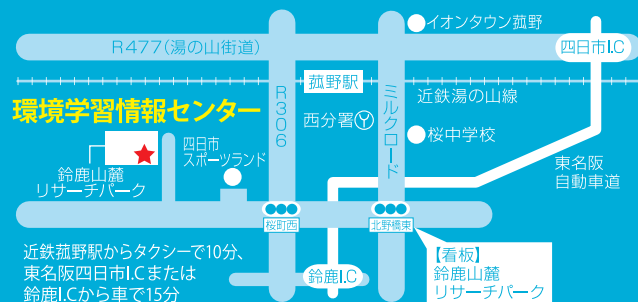 イオンタウン菰野
R477(湯の山街道)
四日市I.C
菰野駅
近鉄湯の山線
環境学習情報センター
R306
ミルクロード
西分署Y
桜中学校
四日市
スポーツランド
鈴鹿山麓
リサーチパーク
東名阪
自動車道
桜町西
北野橋東
近鉄菰野駅からタクシーで10分、
東名阪四日市I.Cまたは
鈴鹿I.Cから車で15分
鈴鹿I.C
【看板】
鈴鹿山麓
リサーチパーク